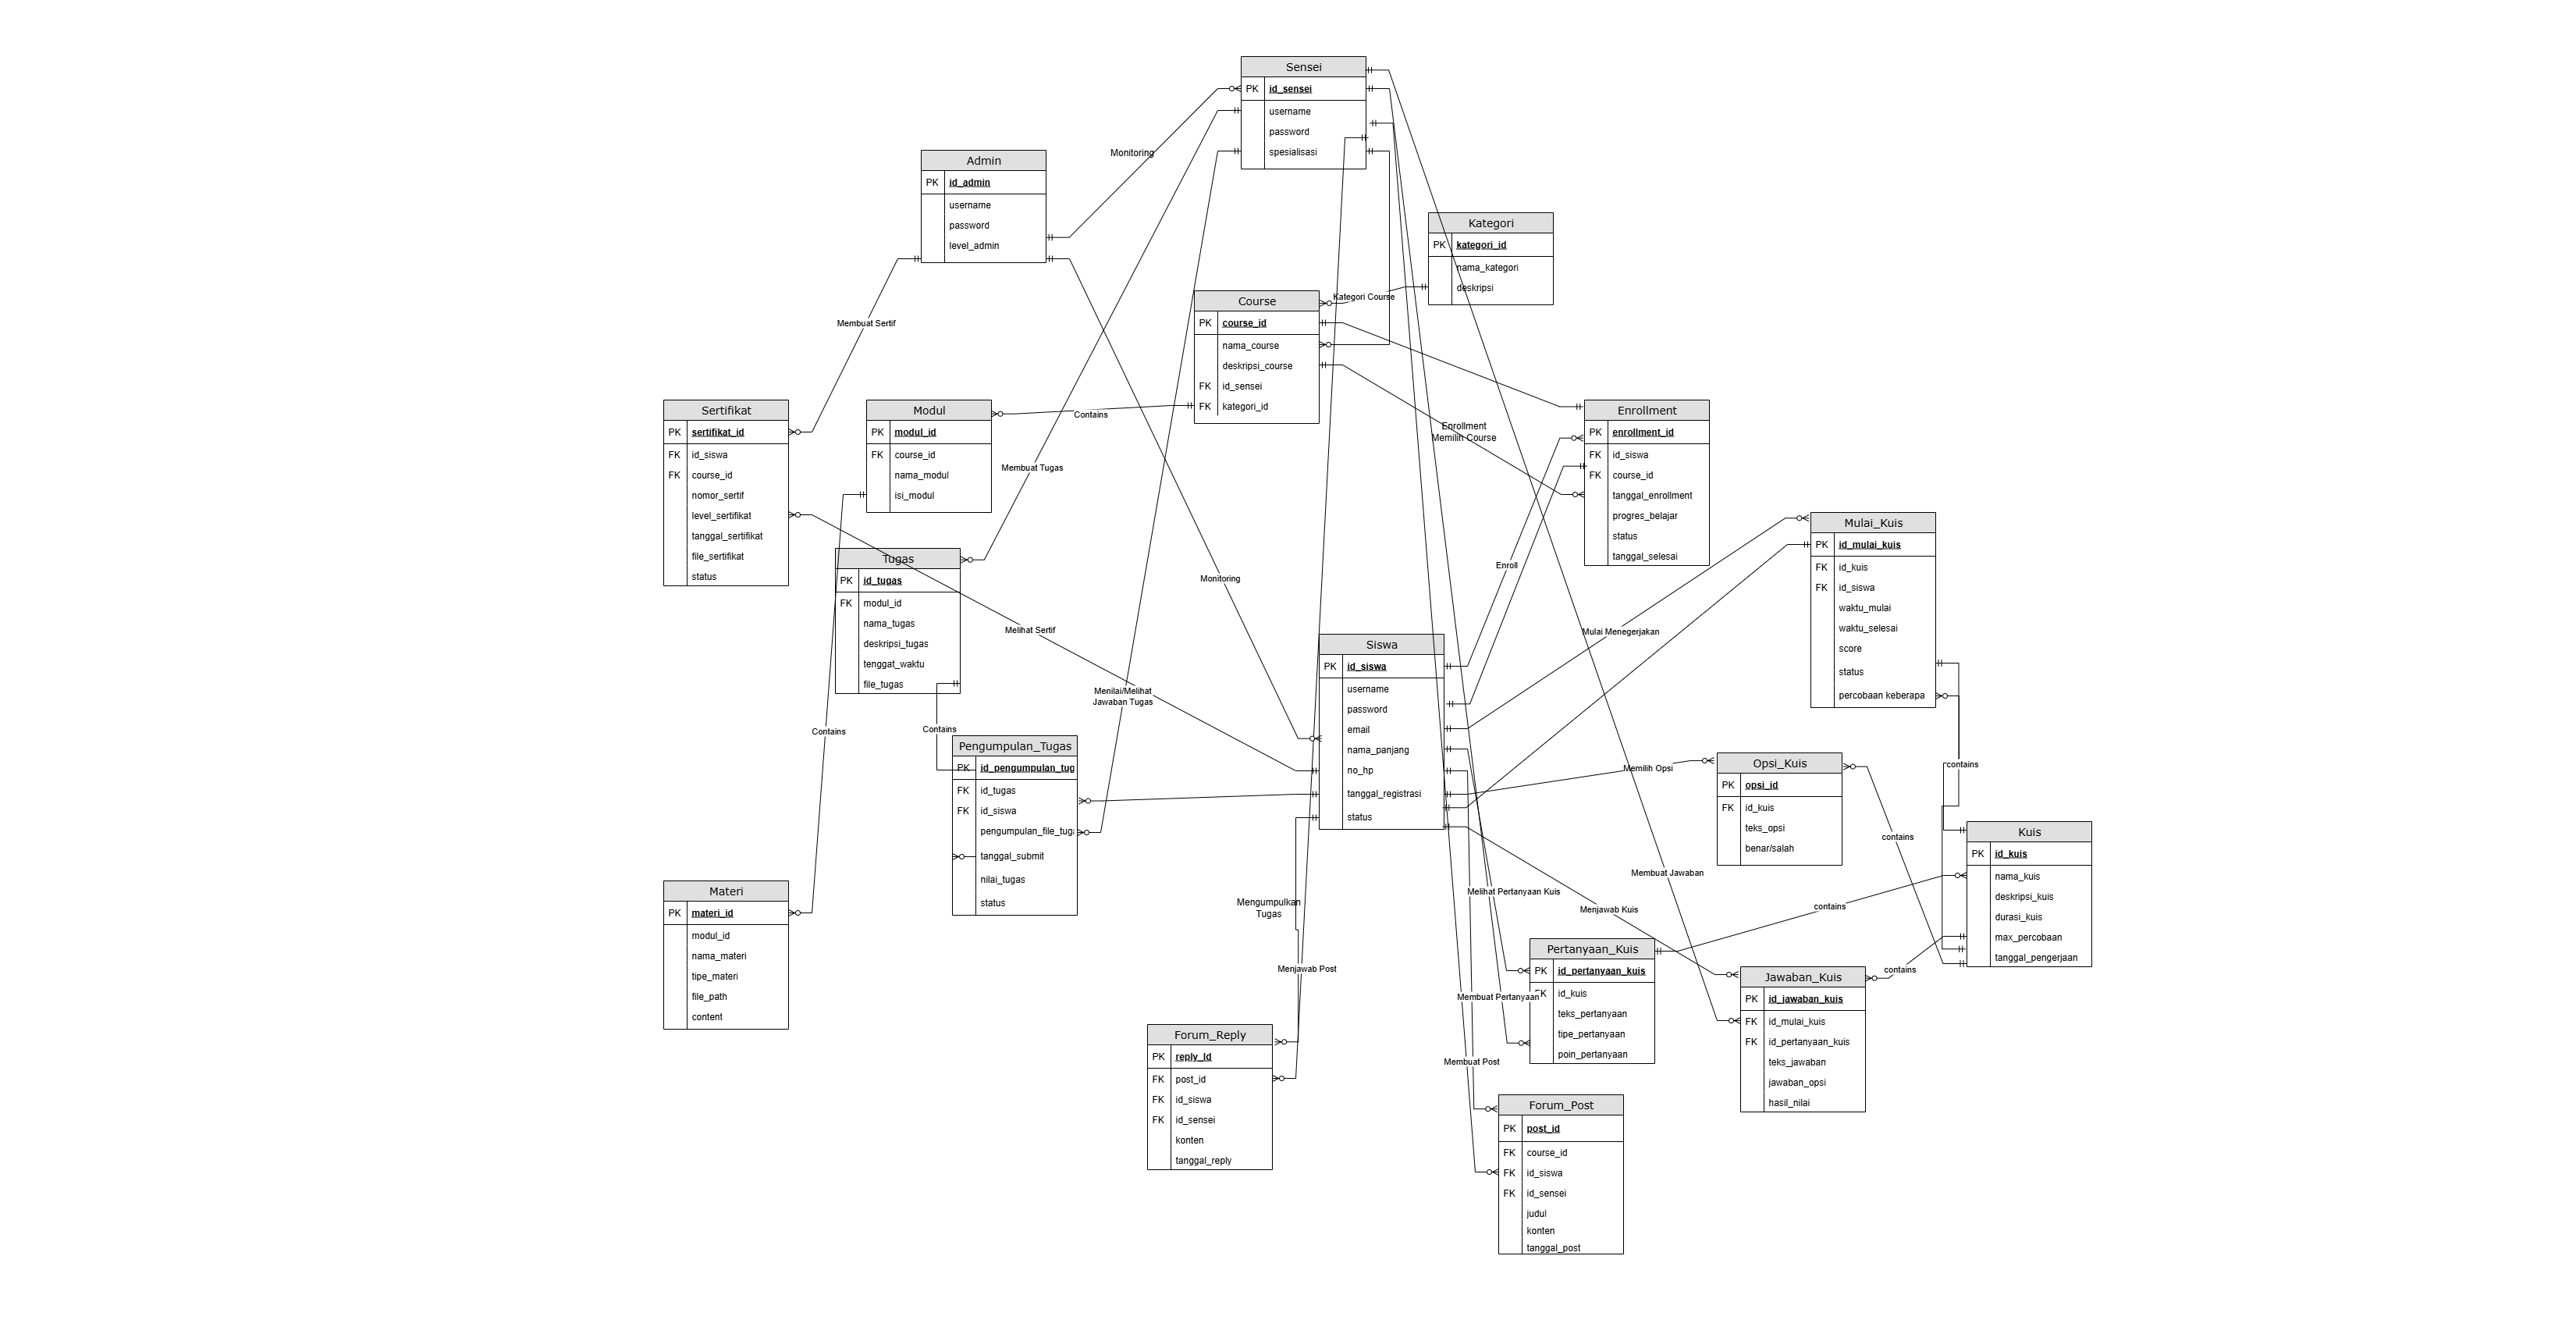 Sensei
PK id_sensei
username
password
spesialisasi
Monitoring
Admin
PK id_admin
username
password
level_admin
Kategori
PK kategori_id
nama_kategori
deskripsi
Kategori Course
Course
PK course_id
nama_course
deskripsi_course
FK id_sensei
FK kategori_id
Membuat Sertif
Sertifikat
PK sertifikat_id
FK id_siswa
FK course_id
nomor_sertif
level_sertifikat
tanggal_sertifikat
file_sertifikat
status
Modul
PK modul_id
FK course_id
nama_modul
isi_modul
Contains
Membuat Tugas
Enrollment
Memilih Course
Enrollment
PK enrollment_id
FK id_siswa
FK course_id
tanggal_enrollment
progres_belajar
status
tanggal_selesai
Enroll
Monitoring
Tugas
PK id_tugas
FK modul_id
nama_tugas
deskripsi_tugas
tenggat_waktu
file_tugas
Melihat Sertif
Mulai_Kuis
PK id_mulai_kuis
FK id_kuis
FK id_siswa
waktu_mulai
waktu_selesai
score
status
percobaan keberapa
Mulai Menegerjakan
Siswa
PK id_siswa
username
password
email
nama_panjang
no_hp
tanggal_registrasi
status
Menilai/Melihat
Jawaban Tugas
Contains
Contains
Pengumpulan_Tugas
PK id_pengumpulan_tug
FK id_tugas
FK id_siswa
pengumpulan_file_tuga
tanggal_submit
nilai_tugas
status
Memilih Opsi
Opsi_Kuis
PK opsi_id
FK id_kuis
teks_opsi
benar/salah
contains
contains
Kuis
PK id_kuis
nama_kuis
deskripsi_kuis
durasi_kuis
max_percobaan
tanggal_pengerjaan
Materi
PK materi_id
modul_id
nama_materi
tipe_materi
file_path
content
Mengumpulkan
Tugas
Membuat Jawaban
Melihat Pertanyaan Kuis
Menjawab Kuis
contains
contains
Menjawab Post
Pertanyaan_Kuis
PK id_pertanyaan_kuis
FK id_kuis
teks_pertanyaan
tipe_pertanyaan
poin_pertanyaan
Membuat Pertanyaan
Jawaban_Kuis
PK id_jawaban_kuis
FK id_mulai_kuis
FK id_pertanyaan_kuis
teks_jawaban
jawaban_opsi
hasil_nilai
Forum_Reply
PK reply_Id
FK post_id
FK id_siswa
FK id_sensei
konten
tanggal_reply
Membuat Post
Forum_Post
PK post_id
FK course_id
FK id_siswa
FK id_sensei
judul
konten
tanggal_post